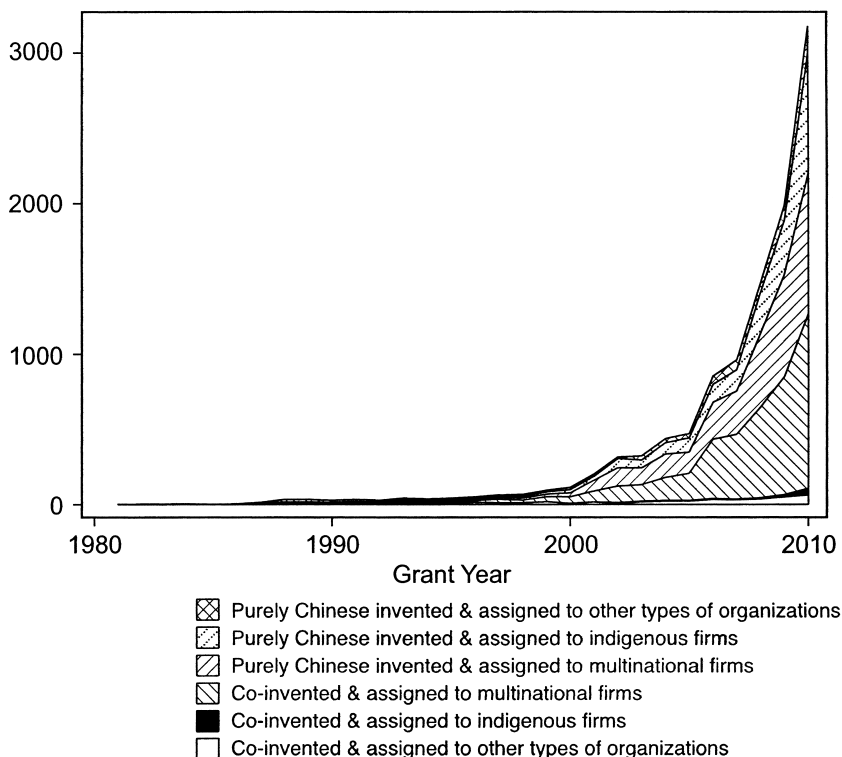 3000
2000
1000
0
1980 1990 2000 2010
Grant Year
Purely Chinese invented & assigned to other types of organizations
Purely Chinese invented & assigned to indigenous firms
Purely Chinese invented & assigned to multinational firms
Co-invented & assigned to multinational firms
Co-invented & assigned to indigenous firms
Co-invented & assigned to other types of organizations